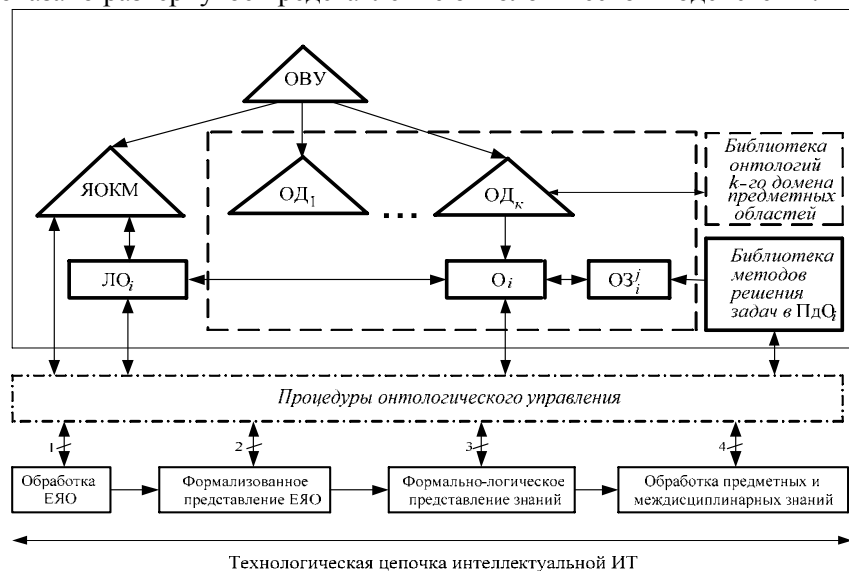 ОВУ
ЯОКМ
ОД₁
...
ОДₖ
Библиотека
онтологий
k-го домена
предметных
областей
ЛОᵢ
Оᵢ
ОЗᵢʲ
Библиотека
методов
решения
задач в ПдОᵢ
Процедуры онтологического управления
1
2
3
4
Обработка
ЕЯО
Формализованное
представление ЕЯО
Формально-логическое
представление знаний
Обработка предметных и
междисциплинарных знаний
Технологическая цепочка интеллектуальной ИТ